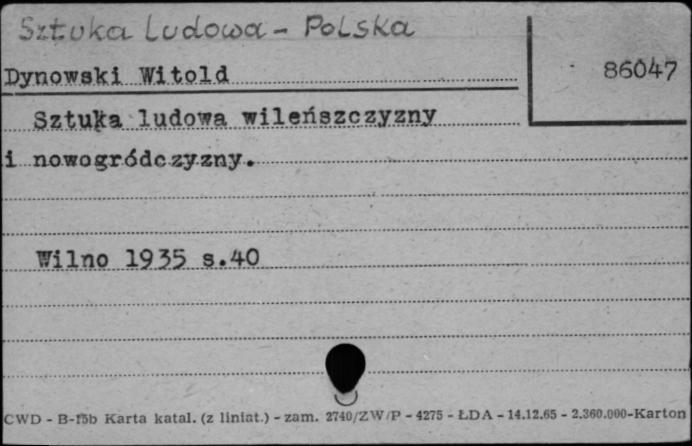 Sztuka Ludowa - Polska
86047
Dynowski Witold
Sztuka ludowa wileńszczyzny
i nowogródczyzny.
Wilno 1935 s.40
CWD - B-15b Karta katal. (z liniat.) - zam. 2740/ZW/P - 4275 - ŁDA - 14.12.65 - 2.360.000-Karton